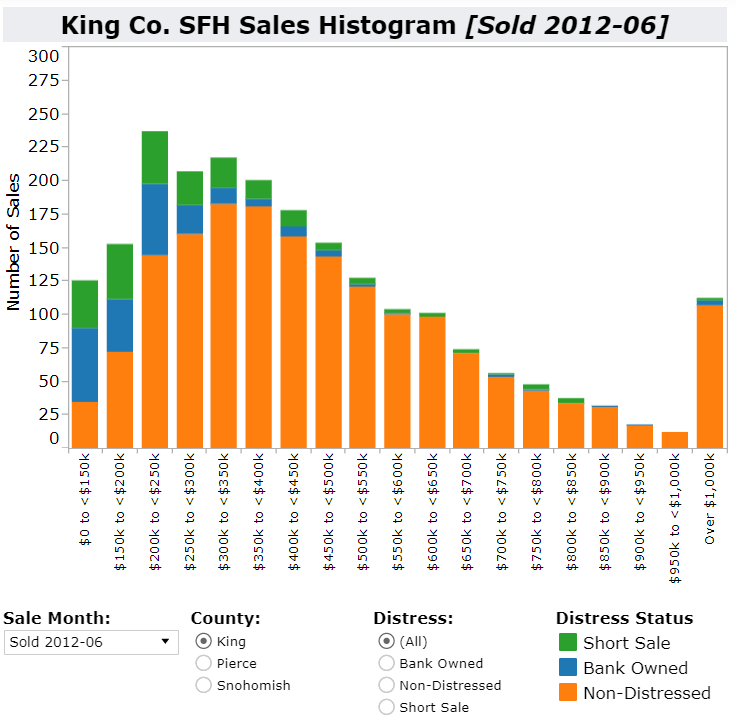 King Co. SFH Sales Histogram [Sold 2012-06]
Number of Sales
300
275
250
225
200
175
150
125
100
75
50
25
0
$0 to <$150k
$150k to <$200k
$200k to <$250k
$250k to <$300k
$300k to <$350k
$350k to <$400k
$400k to <$450k
$450k to <$500k
$500k to <$550k
$550k to <$600k
$600k to <$650k
$650k to <$700k
$700k to <$750k
$750k to <$800k
$800k to <$850k
$850k to <$900k
$900k to <$950k
$950k to <$1,000k
Over $1,000k
Sale Month:
Sold 2012-06
County:
King
Pierce
Snohomish
Distress:
(All)
Bank Owned
Non-Distressed
Short Sale
Distress Status
Short Sale
Bank Owned
Non-Distressed